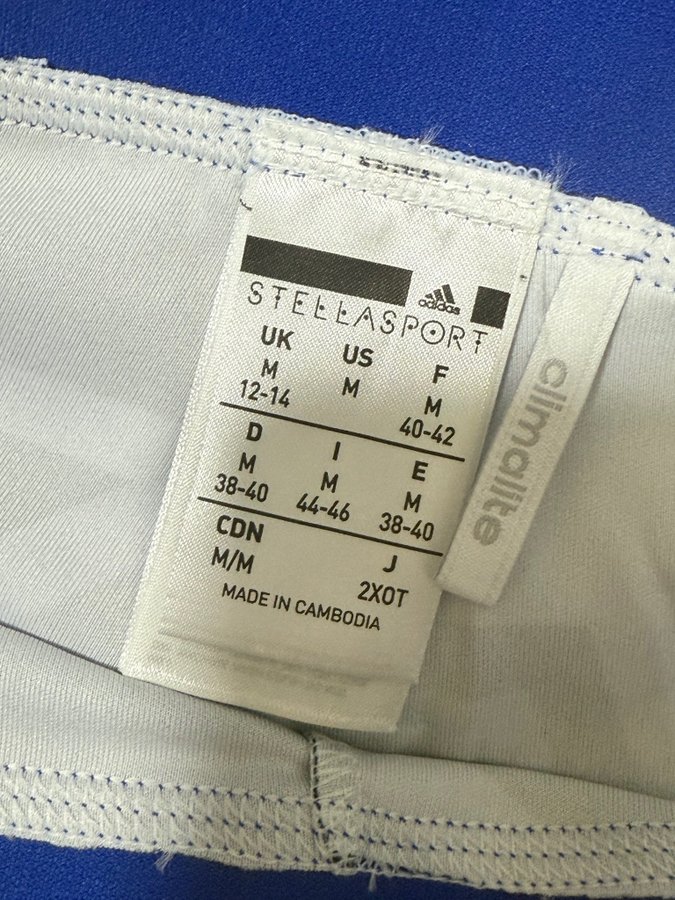 adidas
STELLASPORT
UK US F
M M M
12-14 40-42
D I E
M M M
38-40 44-46 38-40
CDN J
M/M 2XOT
MADE IN CAMBODIA
climalite